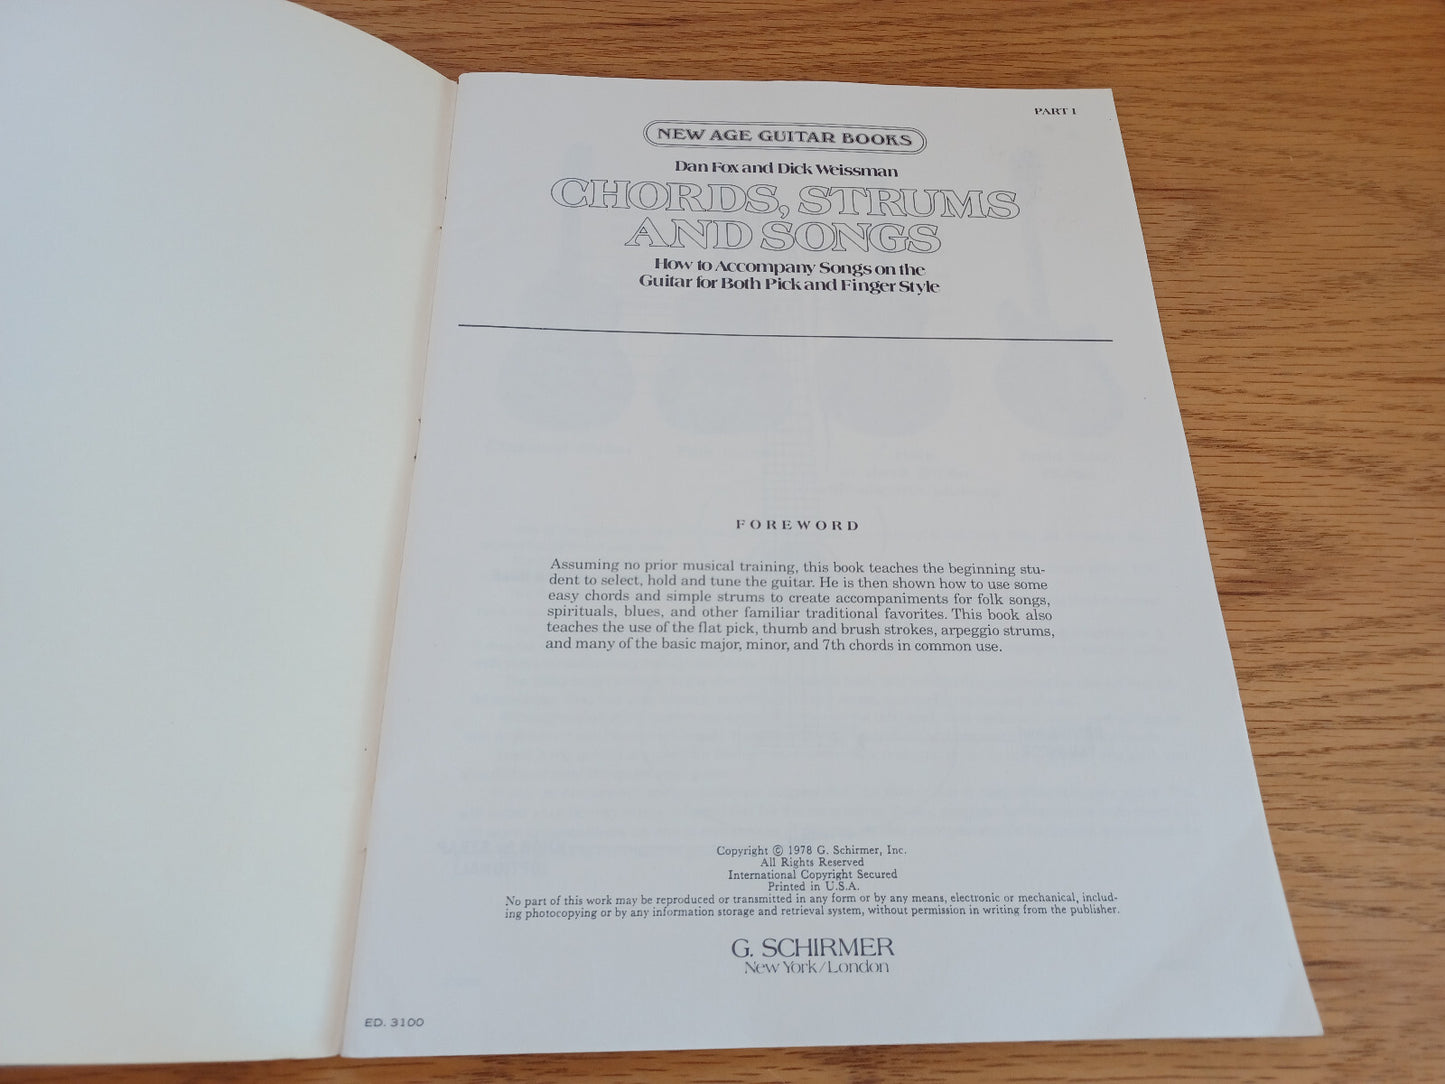 PART 1
NEW AGE GUITAR BOOKS
Dan Fox and Dick Weissman
CHORDS, STRUMS
AND SONGS
How to Accompany Songs on the
Guitar for Both Pick and Finger Style
FOREWORD
Assuming no prior musical training, this book teaches the beginning stu-
dent to select, hold and tune the guitar. He is then shown how to use some
easy chords and simple strums to create accompaniments for folk songs,
spirituals, blues, and other familiar traditional favorites. This book also
teaches the use of the flat pick, thumb and brush strokes, arpeggio strums,
and many of the basic major, minor, and 7th chords in common use.
Copyright © 1978 G. Schirmer, Inc.
All Rights Reserved
International Copyright Secured
Printed in U.S.A.
No part of this work may be reproduced or transmitted in any form or by any means, electronic or mechanical, includ-
ing photocopying or by any information storage and retrieval system, without permission in writing from the publisher.
G. SCHIRMER
New York/London
ED. 3100